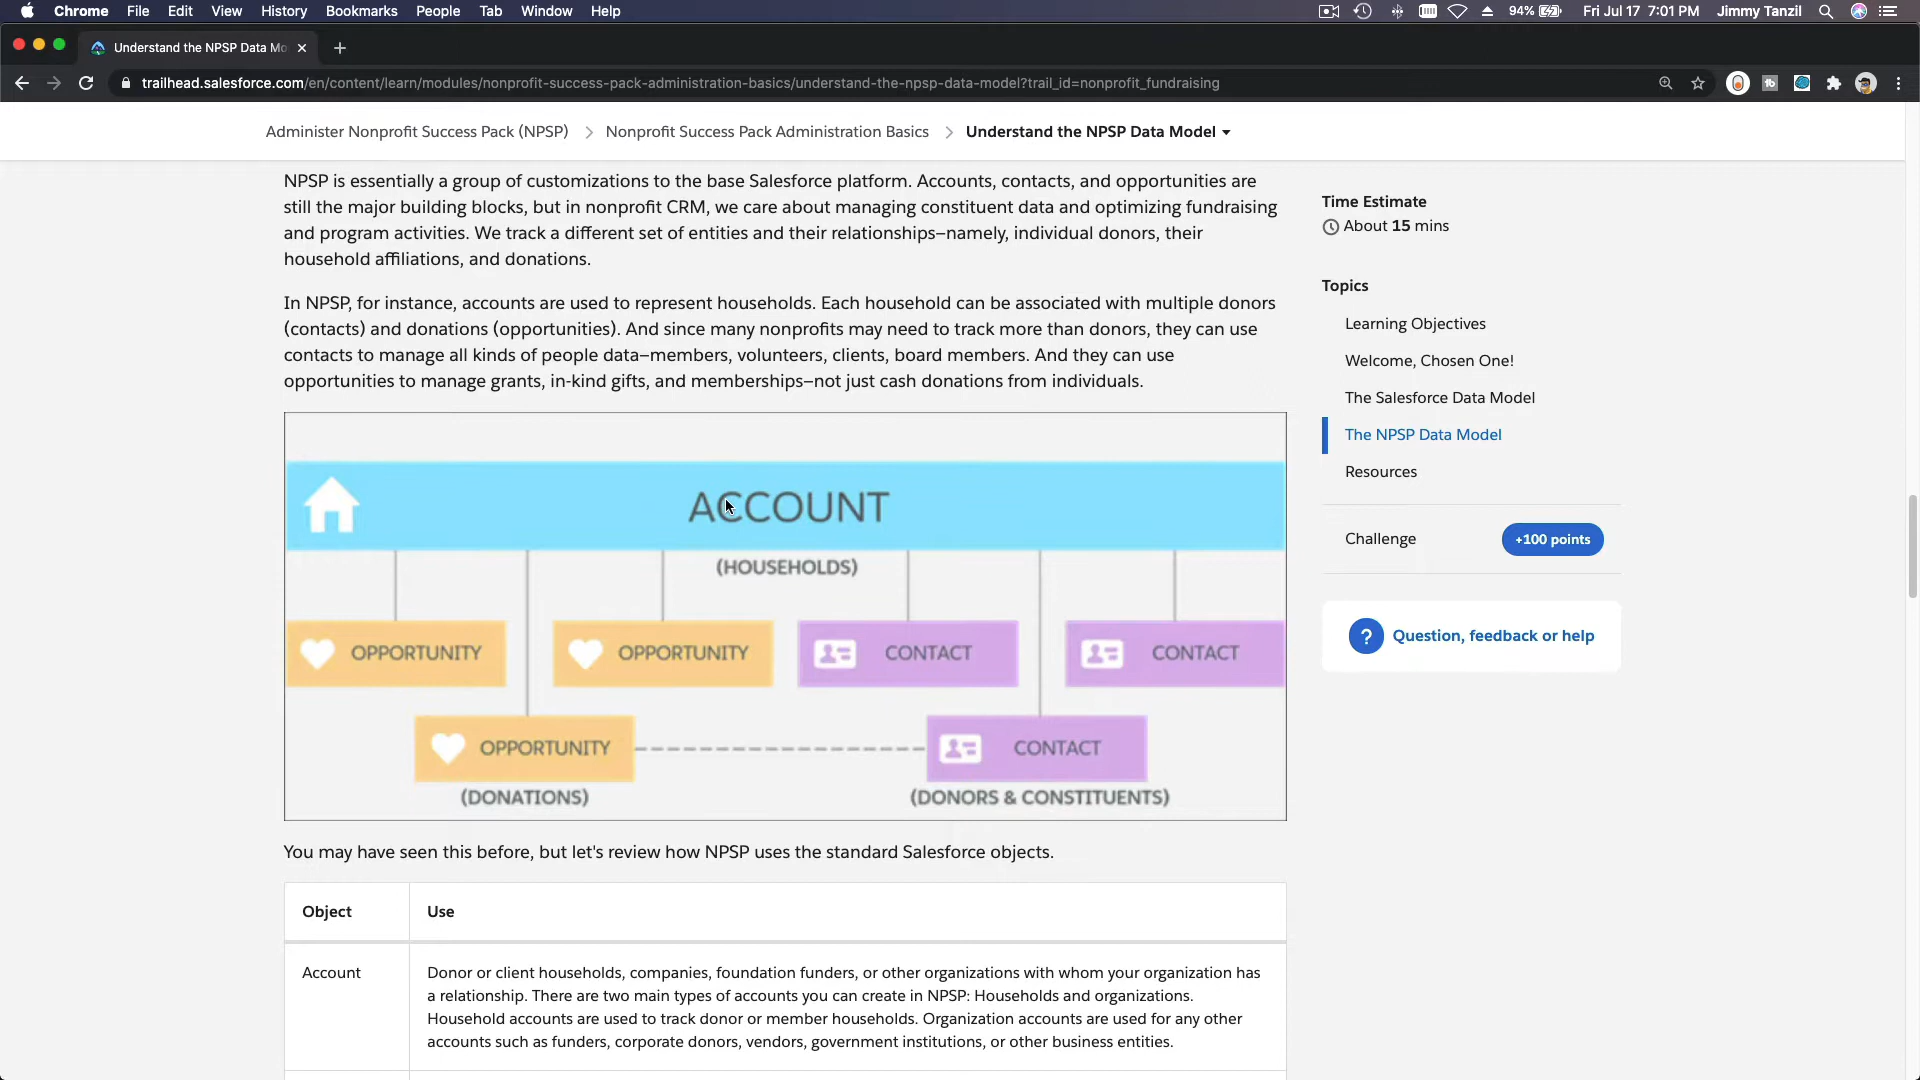 Chrome File Edit View History Bookmarks People Tab Window Help 94% Fri Jul 17 7:01 PM Jimmy Tanzil
Understand the NPSP Data Mo
trailhead.salesforce.com/en/content/learn/modules/nonprofit-success-pack-administration-basics/understand-the-npsp-data-model?trail_id=nonprofit_fundraising
Administer Nonprofit Success Pack (NPSP) > Nonprofit Success Pack Administration Basics > Understand the NPSP Data Model
NPSP is essentially a group of customizations to the base Salesforce platform. Accounts, contacts, and opportunities are
still the major building blocks, but in nonprofit CRM, we care about managing constituent data and optimizing fundraising
and program activities. We track a different set of entities and their relationships—namely, individual donors, their
household affiliations, and donations.
In NPSP, for instance, accounts are used to represent households. Each household can be associated with multiple donors
(contacts) and donations (opportunities). And since many nonprofits may need to track more than donors, they can use
contacts to manage all kinds of people data—members, volunteers, clients, board members. And they can use
opportunities to manage grants, in-kind gifts, and memberships—not just cash donations from individuals.
ACCOUNT
(HOUSEHOLDS)
OPPORTUNITY OPPORTUNITY CONTACT CONTACT
OPPORTUNITY CONTACT
(DONATIONS) (DONORS & CONSTITUENTS)
You may have seen this before, but let's review how NPSP uses the standard Salesforce objects.
Object Use
Account
Donor or client households, companies, foundation funders, or other organizations with whom your organization has
a relationship. There are two main types of accounts you can create in NPSP: Households and organizations.
Household accounts are used to track donor or member households. Organization accounts are used for any other
accounts such as funders, corporate donors, vendors, government institutions, or other business entities.
Time Estimate
About 15 mins
Topics
Learning Objectives
Welcome, Chosen One!
The Salesforce Data Model
The NPSP Data Model
Resources
Challenge +100 points
? Question, feedback or help